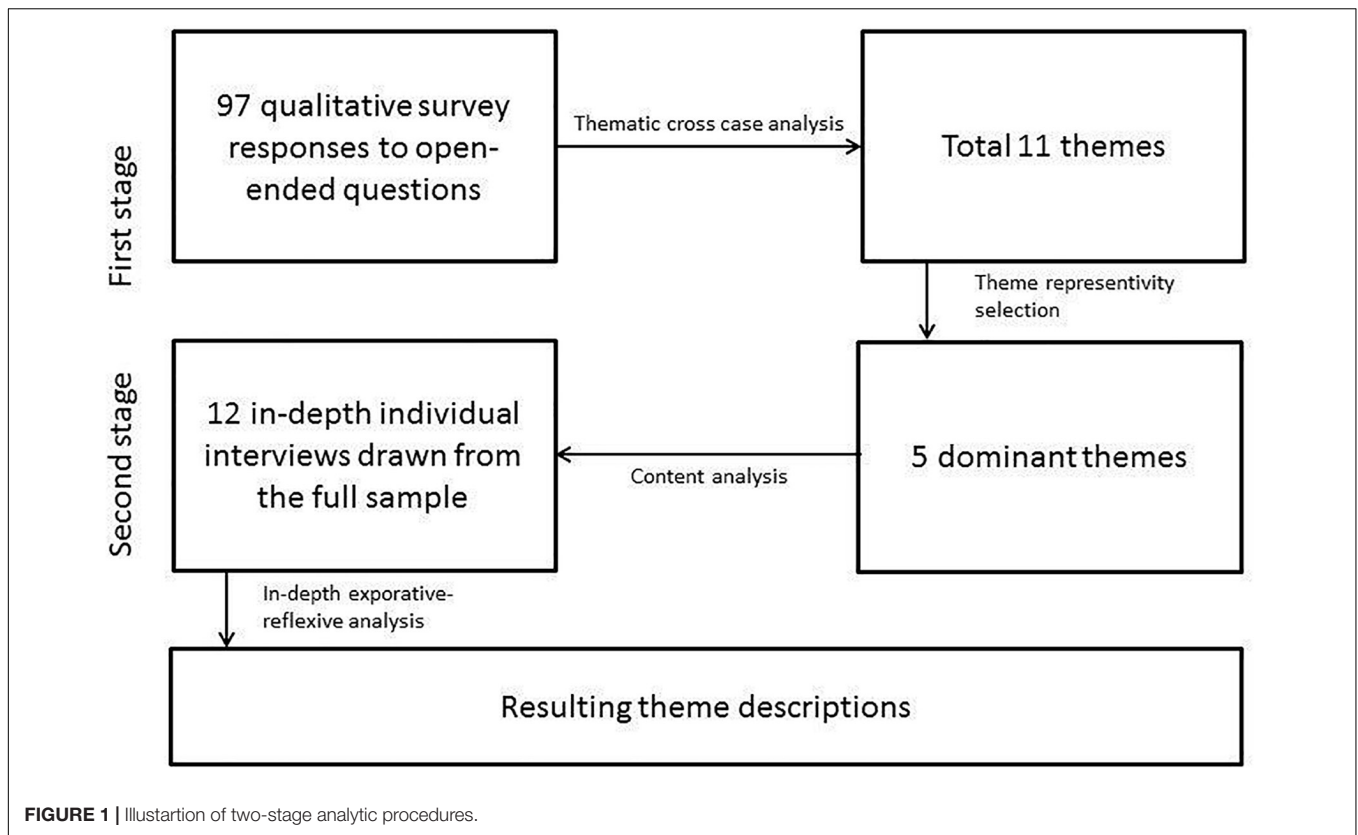 First stage
97 qualitative survey
responses to open-
ended questions
Thematic cross case analysis
Total 11 themes
Theme representivity
selection
Second stage
12 in-depth individual
interviews drawn from
the full sample
Content analysis
5 dominant themes
In-depth exporative-
reflexive analysis
Resulting theme descriptions
FIGURE 1 | Illustartion of two-stage analytic procedures.